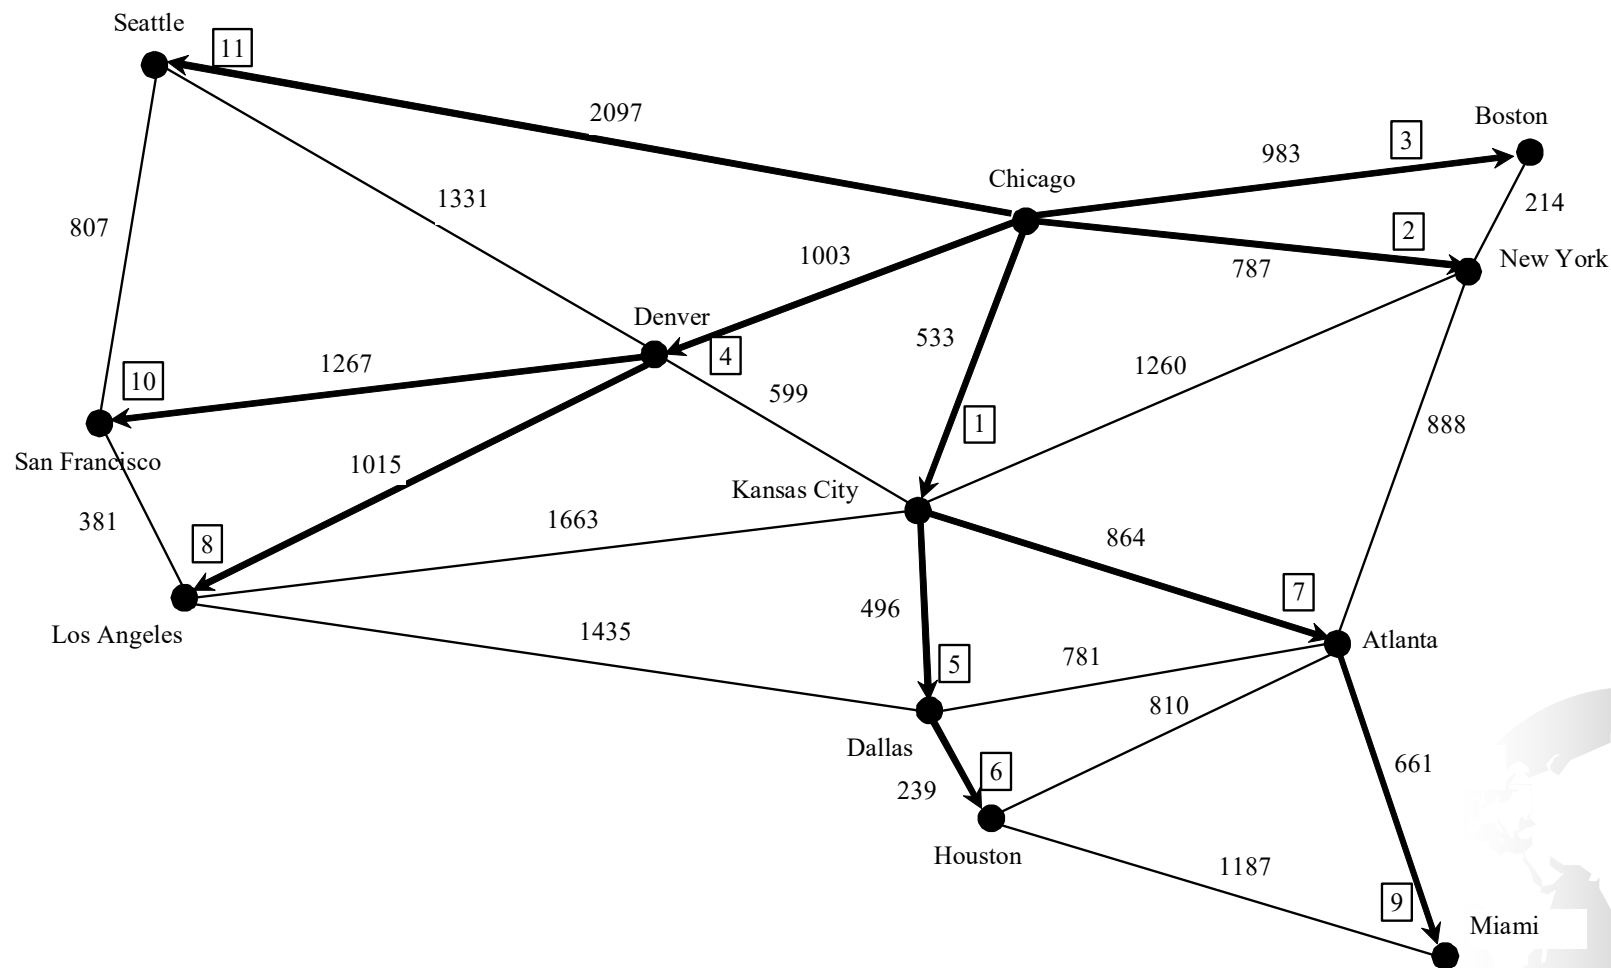 Seattle
11
2097
Boston
3
983
Chicago
1331
214
807
2
1003
787
New York
Denver
533
4
1267
1260
10
599
1
888
San Francisco
1015
Kansas City
381
1663
864
8
7
496
Los Angeles
1435
Atlanta
5
781
810
Dallas
6
661
239
Houston
1187
9
Miami